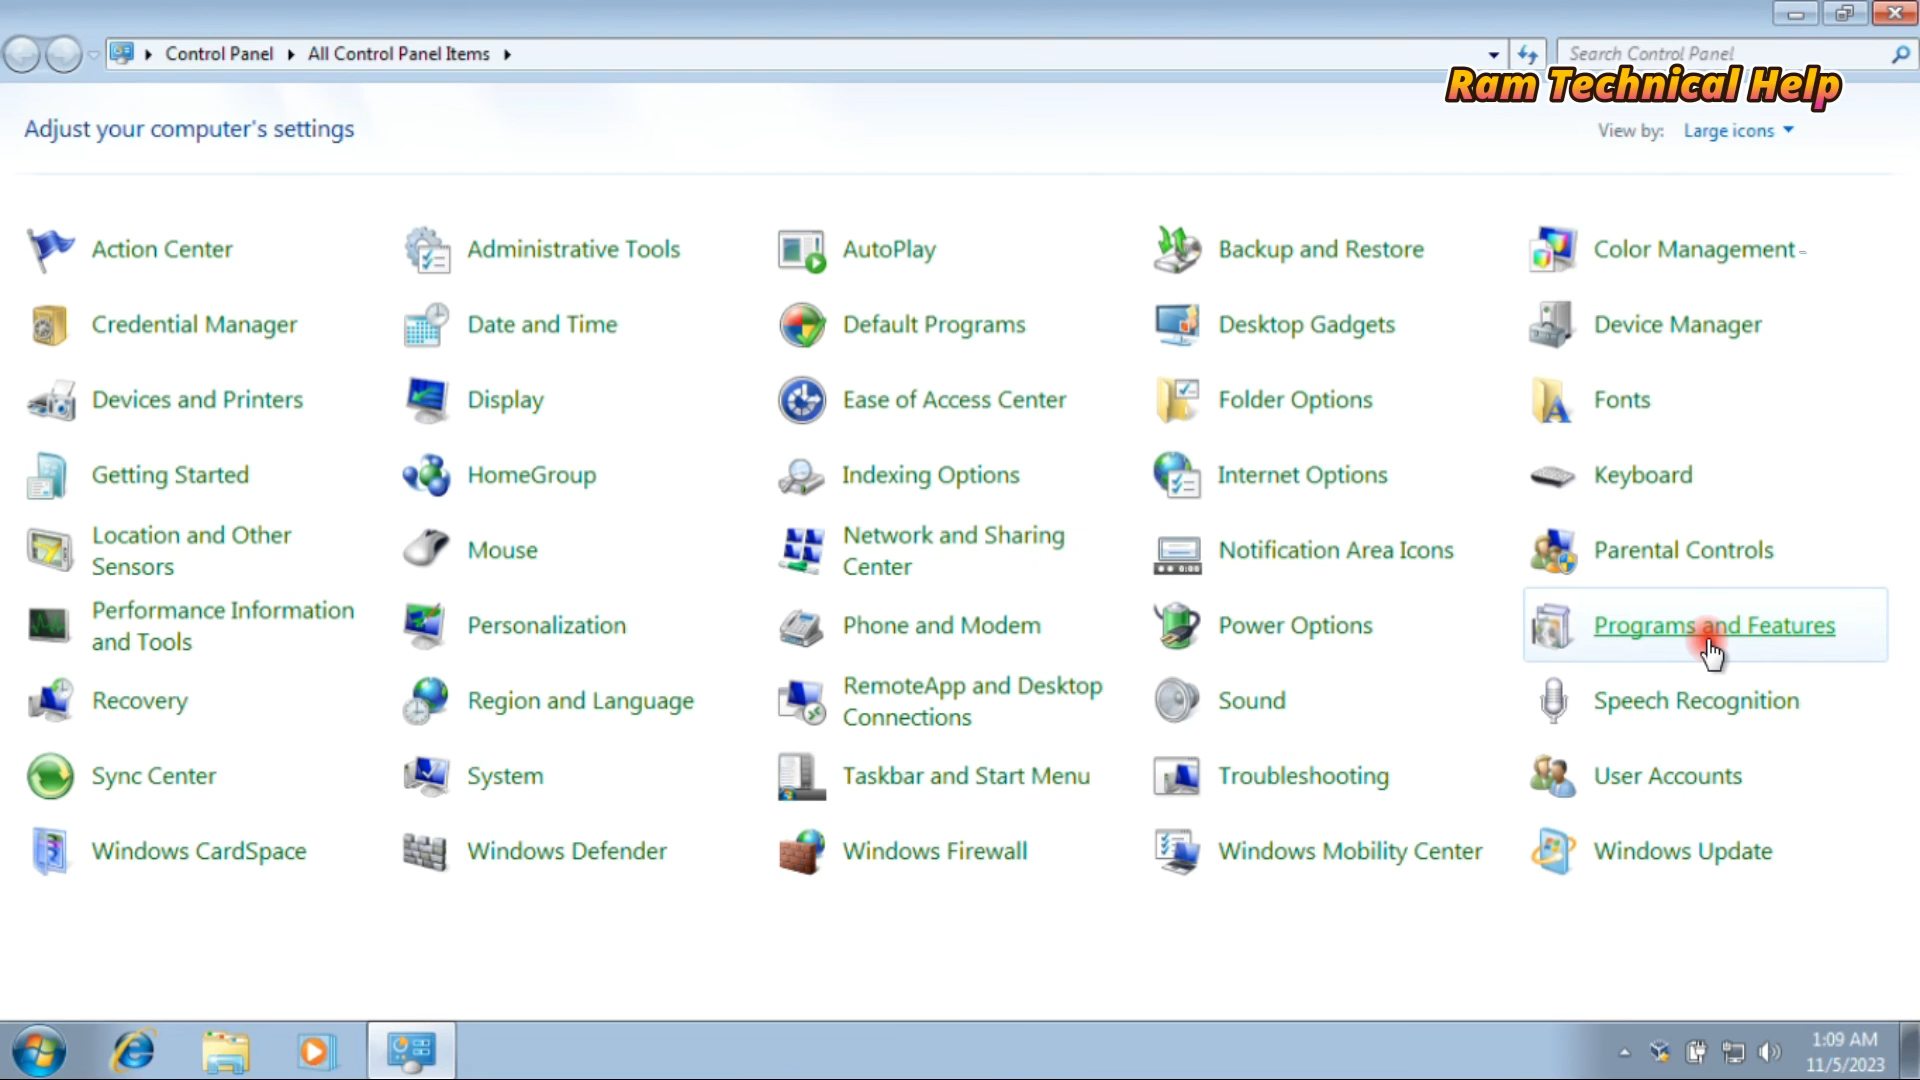 Control Panel All Control Panel Items
Search Control Panel
Ram Technical Help
Adjust your computer's settings
View by: Large icons
Action Center
Administrative Tools
AutoPlay
Backup and Restore
Color Management
Credential Manager
Date and Time
Default Programs
Desktop Gadgets
Device Manager
Devices and Printers
Display
Ease of Access Center
Folder Options
Fonts
Getting Started
HomeGroup
Indexing Options
Internet Options
Keyboard
Location and Other
Sensors
Mouse
Network and Sharing
Center
Notification Area Icons
Parental Controls
Performance Information
and Tools
Personalization
Phone and Modem
Power Options
Programs and Features
Recovery
Region and Language
RemoteApp and Desktop
Connections
Sound
Speech Recognition
Sync Center
System
Taskbar and Start Menu
Troubleshooting
User Accounts
Windows CardSpace
Windows Defender
Windows Firewall
Windows Mobility Center
Windows Update
1:09 AM
11/5/2023